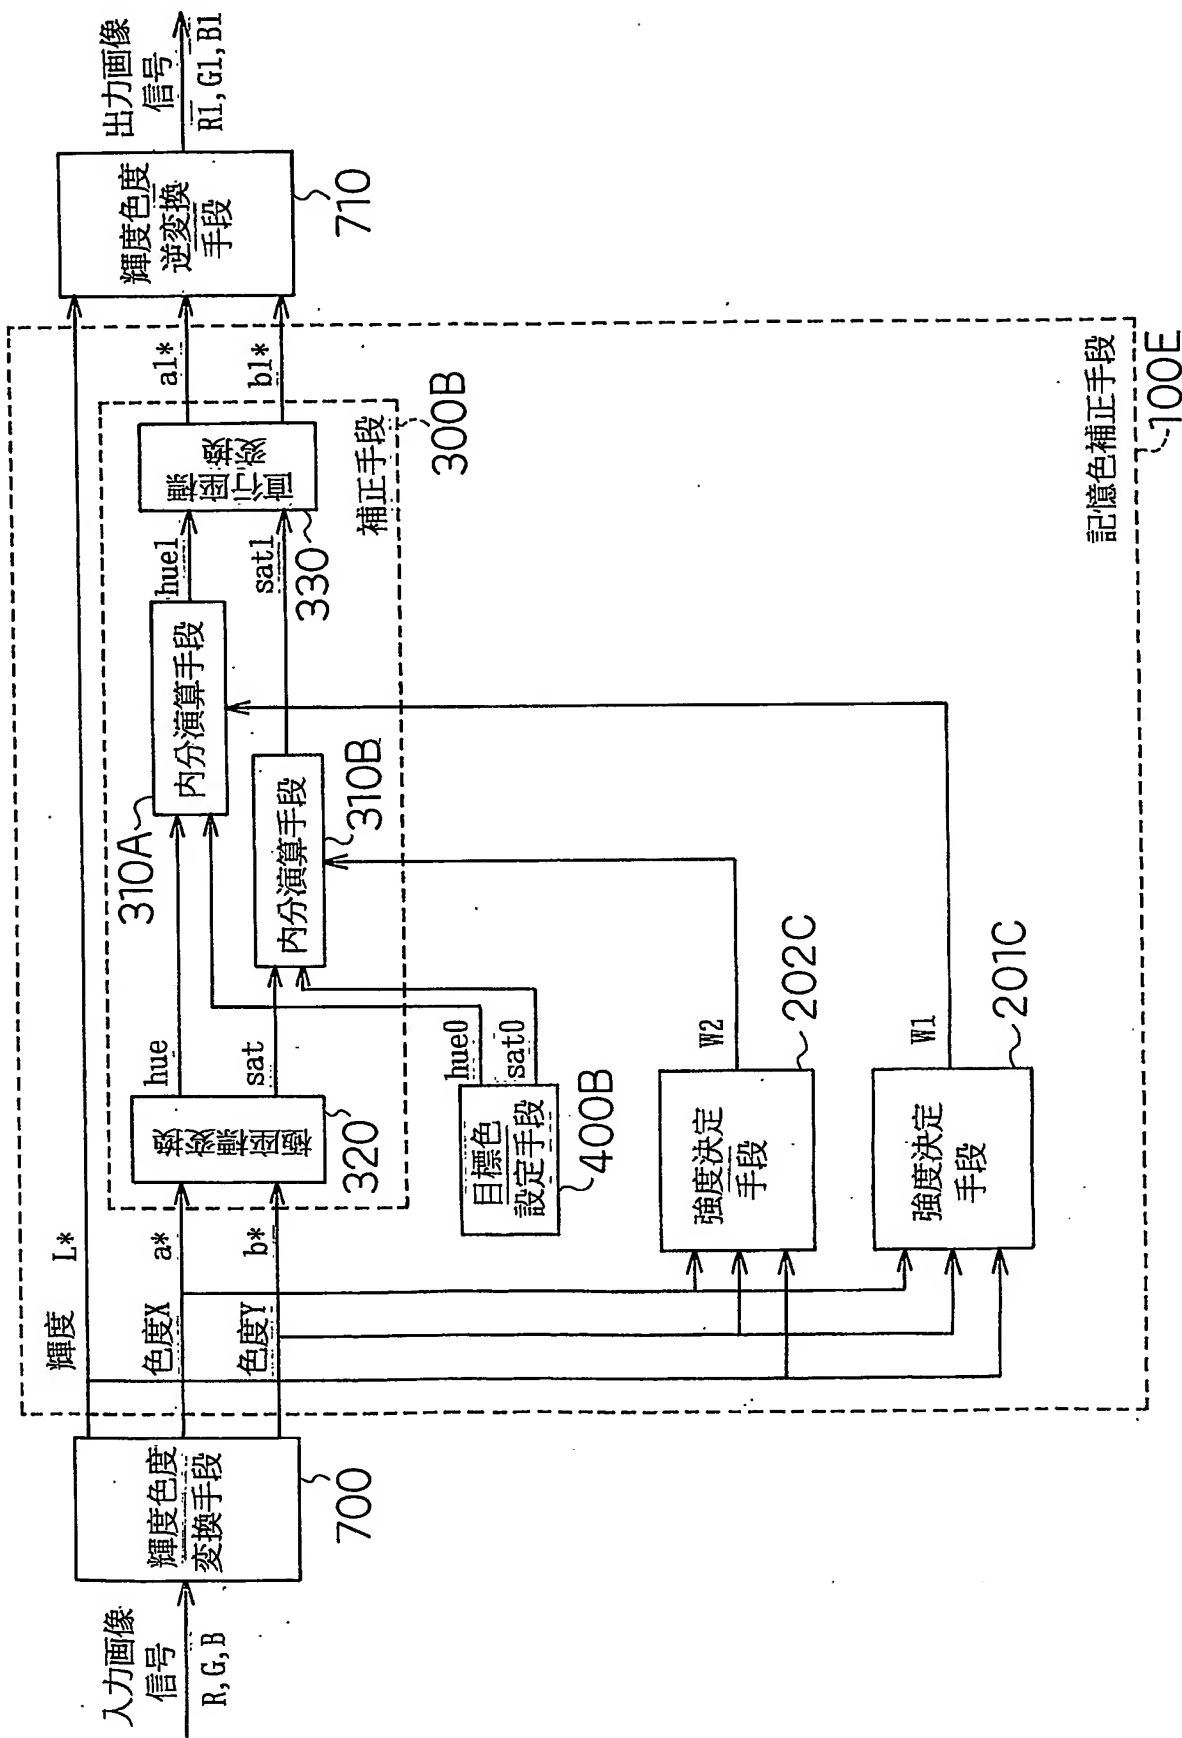 入力画像
信号
R,G,B
輝度色度
変換手段
700
輝度
L*
色度X
a*
色度Y
b*
極座標変換
320
hue
sat
目標色
設定手段
400B
hue0
sat0
強度決定
手段
202C
W2
強度決定
手段
201C
W1
310A
内分演算手段
内分演算手段
310B
hue1
sat1
直行座標
変換
330
補正手段
300B
a1*
b1*
記憶色補正手段
100E
輝度色度
逆変換
手段
710
出力画像
信号
R1,G1,B1